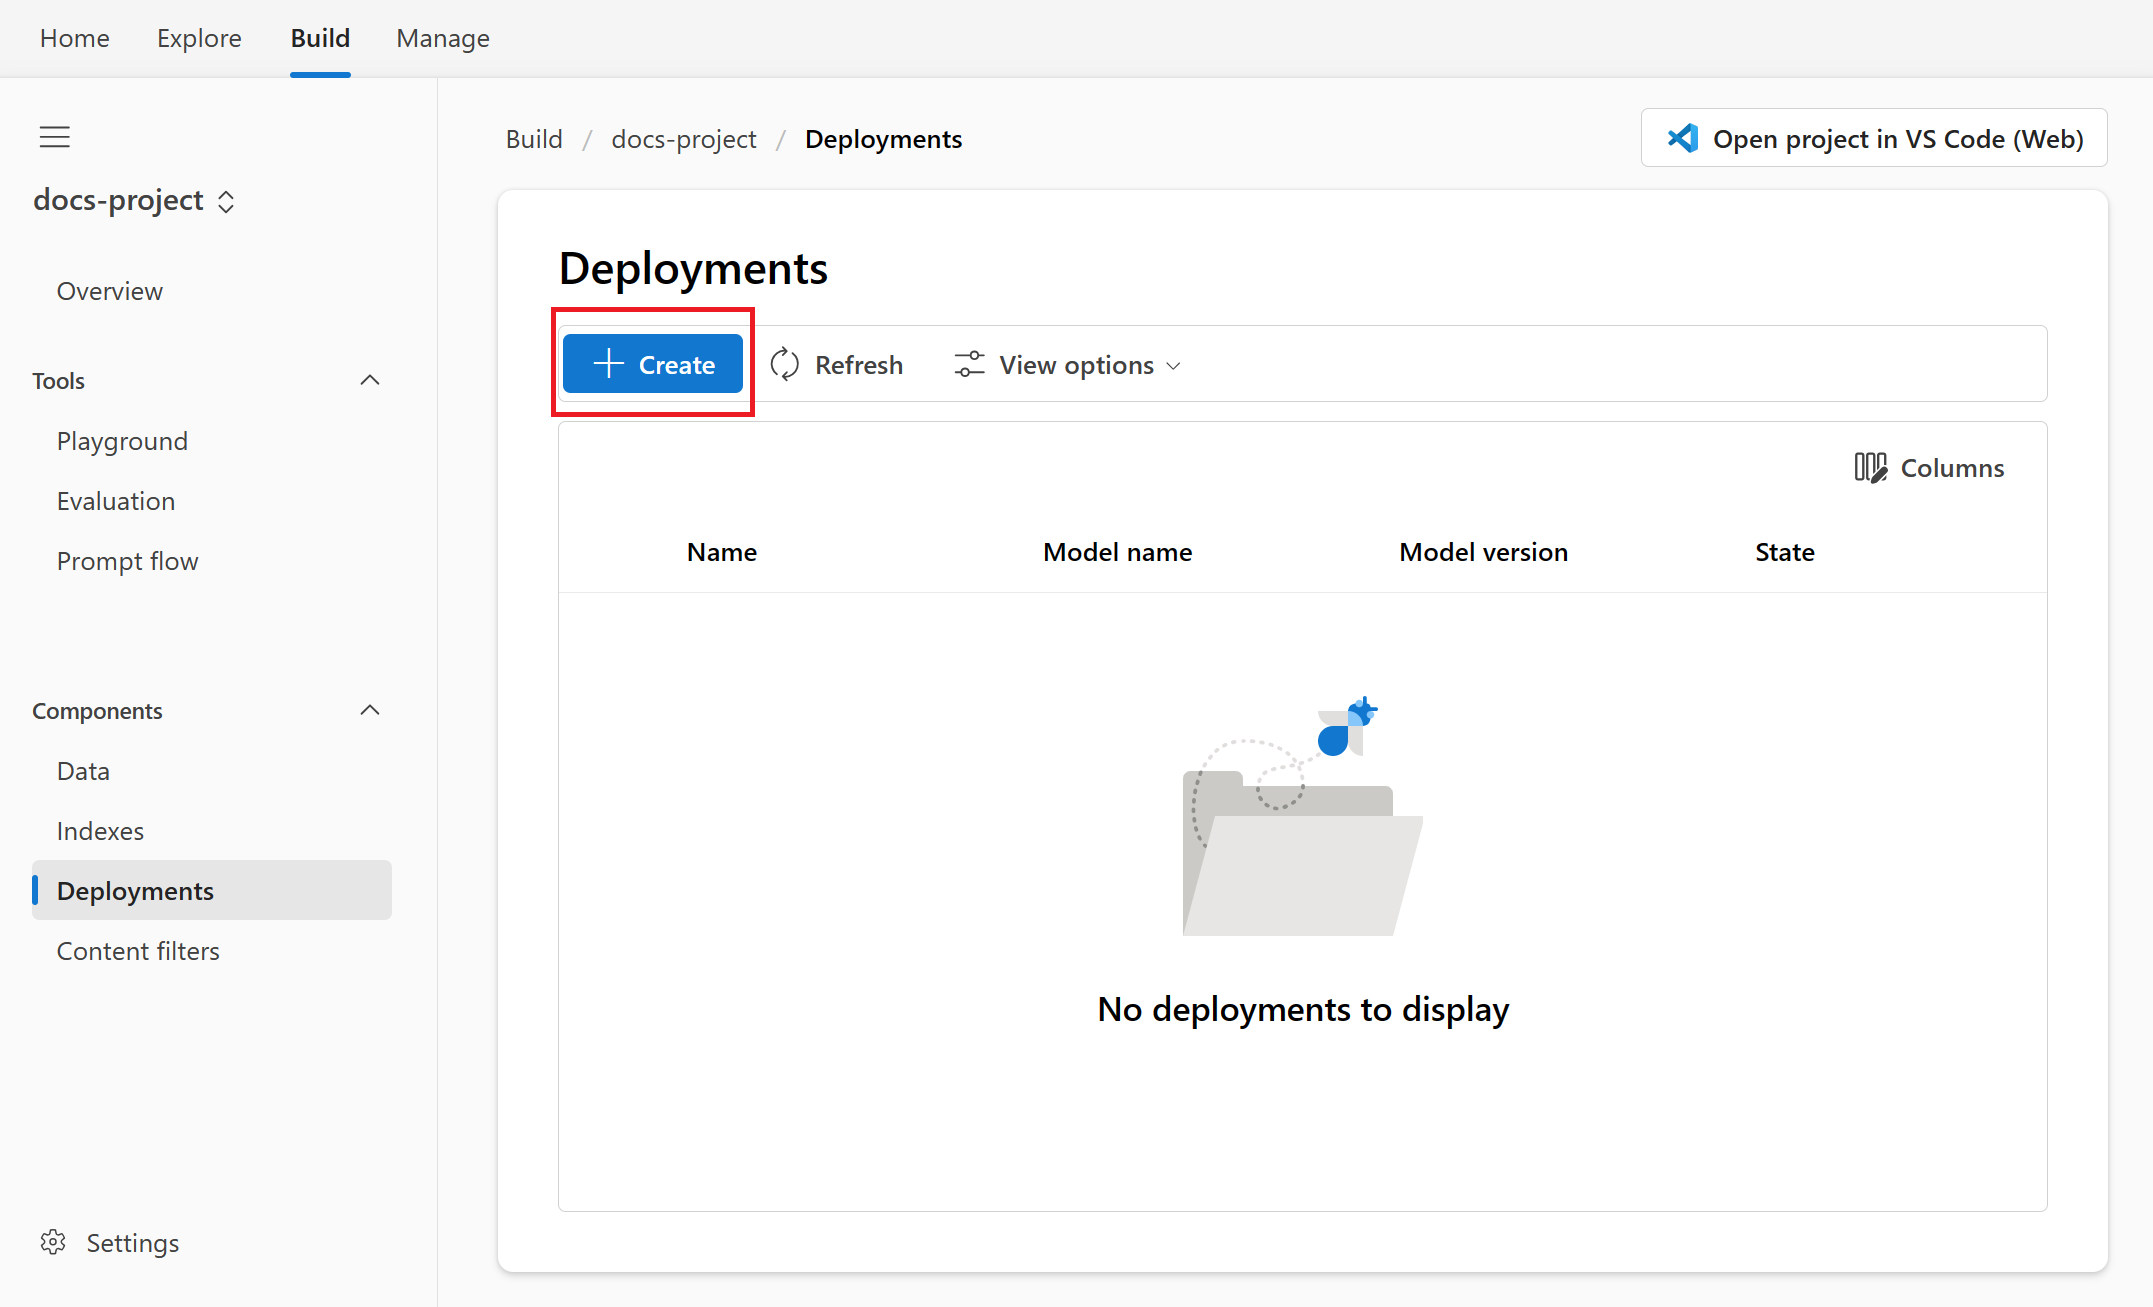 Home Explore Build Manage
Build / docs-project / Deployments
Open project in VS Code (Web)
docs-project
Overview
Tools
Playground
Evaluation
Prompt flow
Components
Data
Indexes
Deployments
Content filters
Settings
Deployments
Create Refresh View options
Columns
Name Model name Model version State
No deployments to display